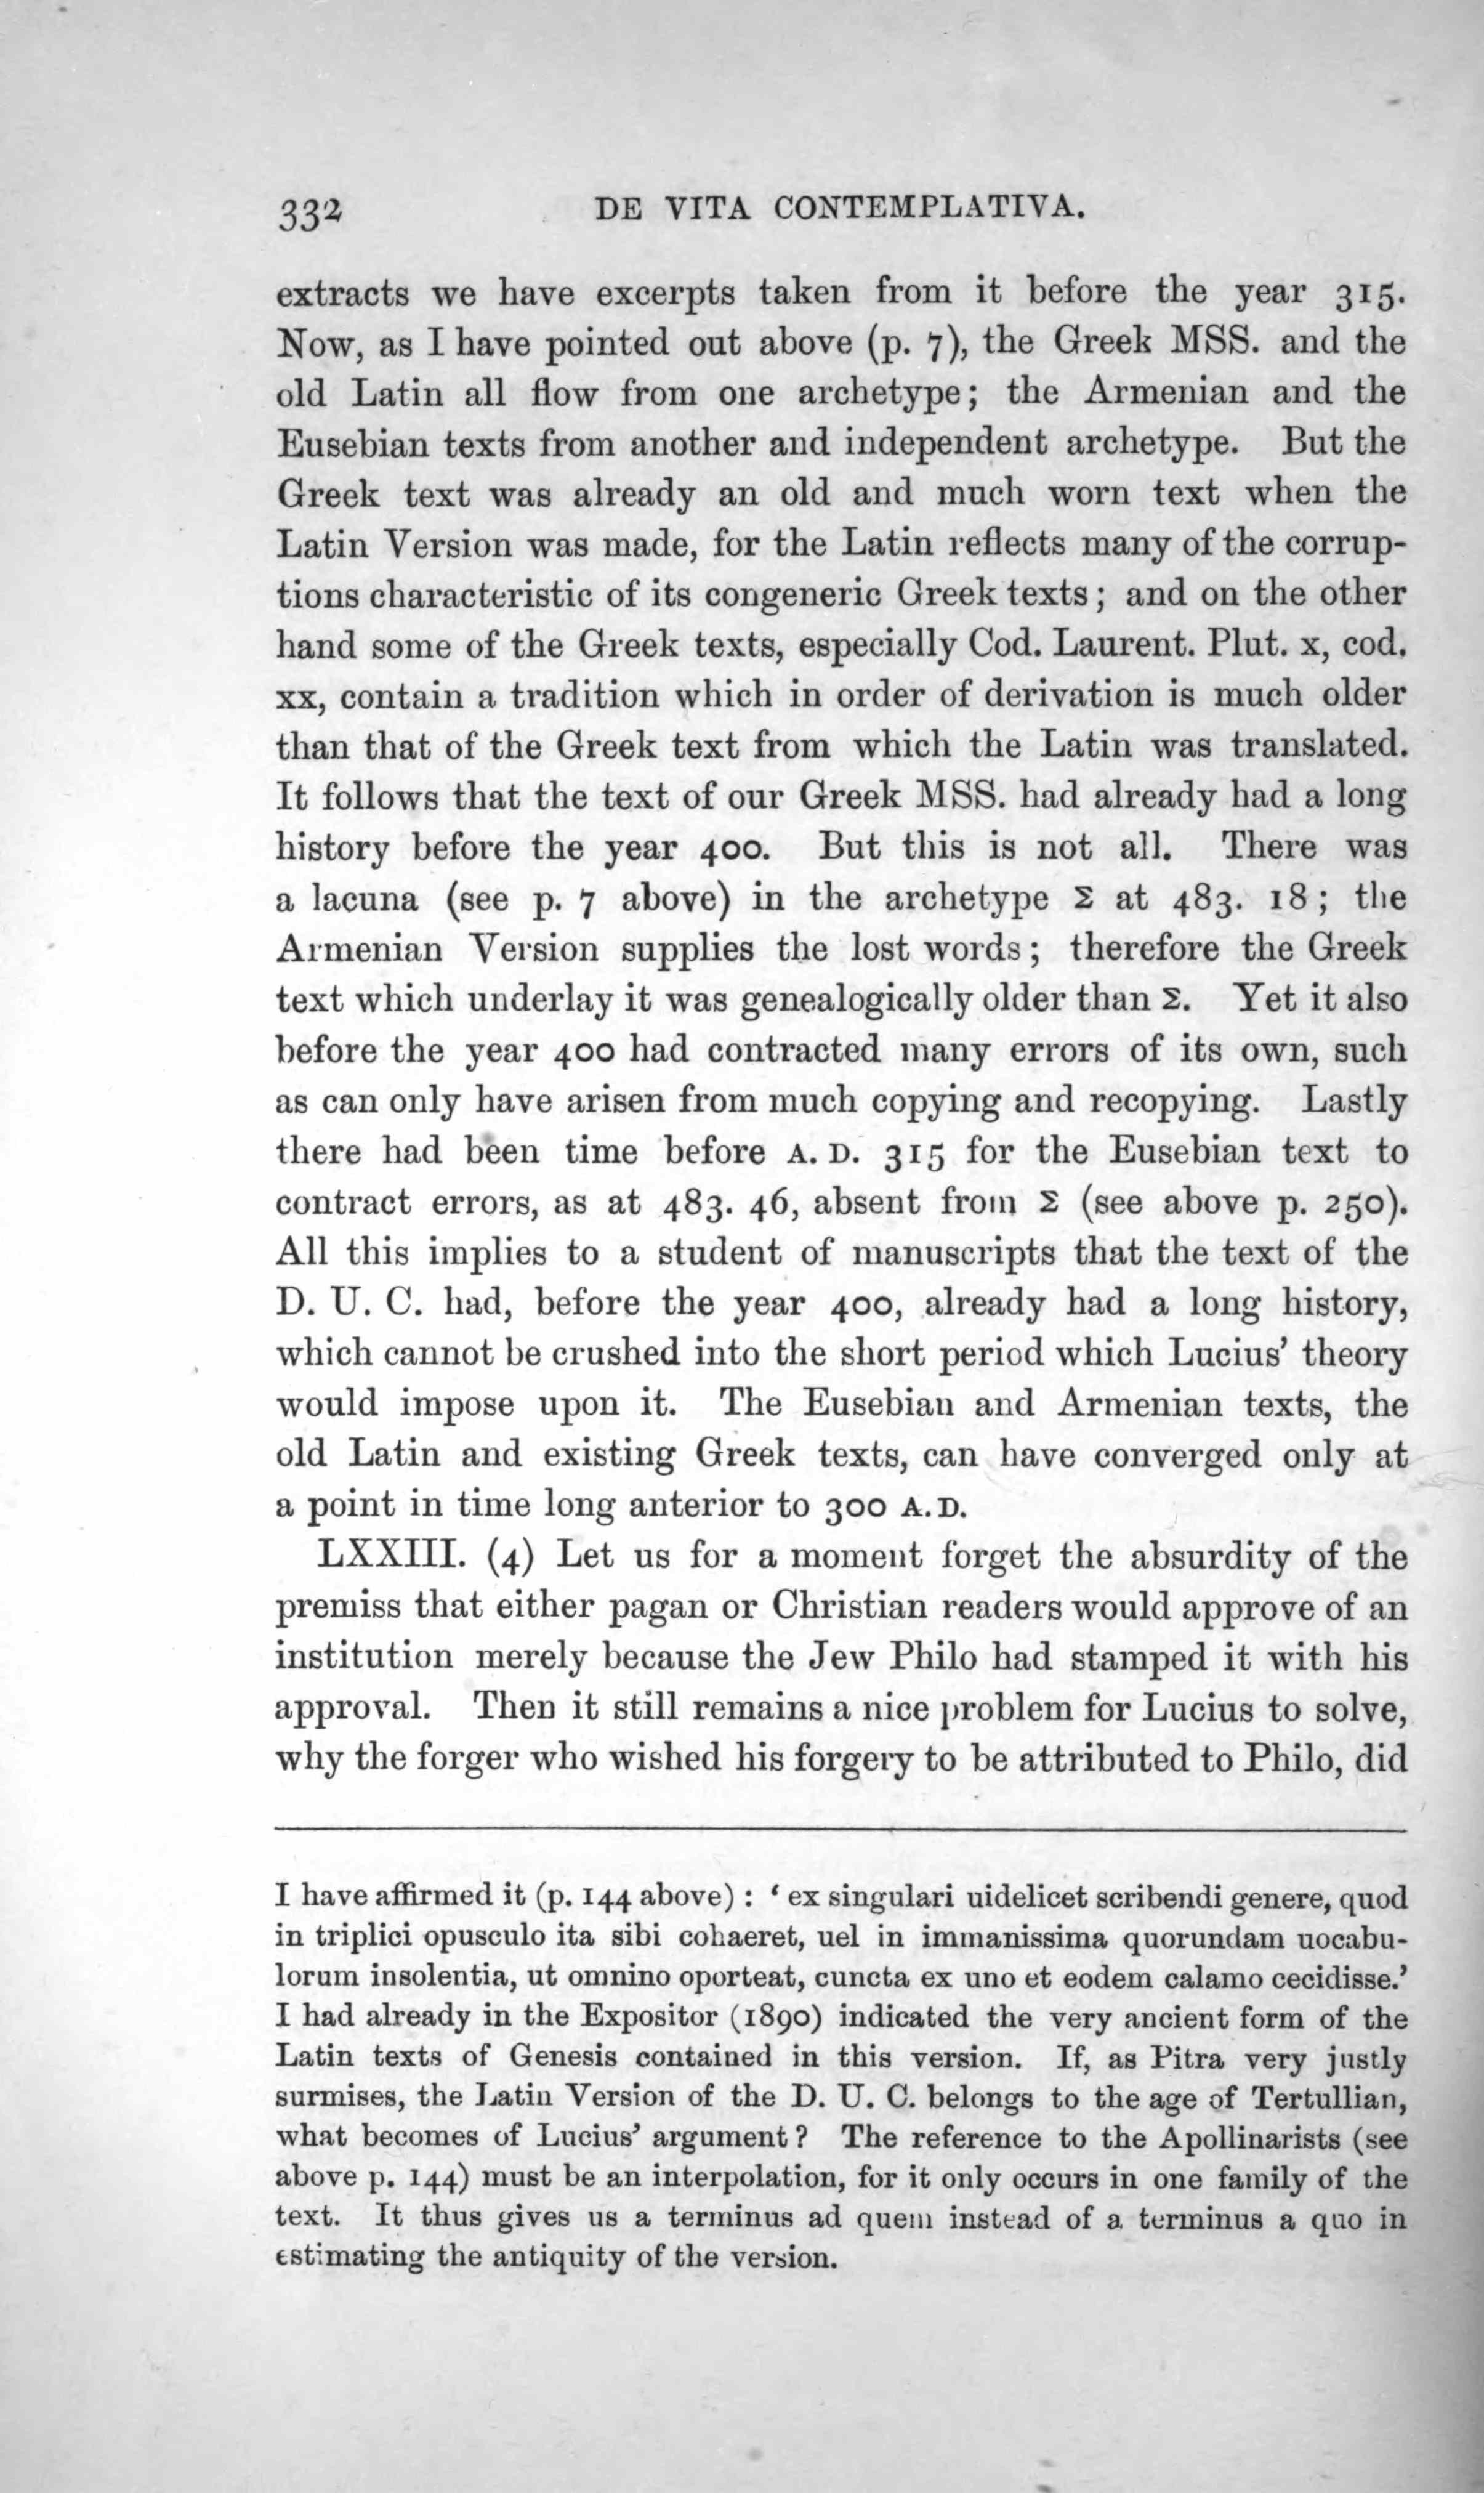 332
DE VITA CONTEMPLATIVA.
extracts we have excerpts taken from it before the year 315.
Now, as I have pointed out above (p. 7), the Greek MSS. and the
old Latin all flow from one archetype; the Armenian and the
Eusebian texts from another and independent archetype. But the
Greek text was already an old and much worn text when the
Latin Version was made, for the Latin reflects many of the corrup-
tions characteristic of its congeneric Greek texts; and on the other
hand some of the Greek texts, especially Cod. Laurent. Plut. x, cod.
xx, contain a tradition which in order of derivation is much older
than that of the Greek text from which the Latin was translated.
It follows that the text of our Greek MSS. had already had a long
history before the year 400. But this is not all. There was
a lacuna (see p. 7 above) in the archetype Σ at 483. 18; the
Armenian Version supplies the lost words; therefore the Greek
text which underlay it was genealogically older than Σ. Yet it also
before the year 400 had contracted many errors of its own, such
as can only have arisen from much copying and recopying. Lastly
there had been time before A. D. 315 for the Eusebian text to
contract errors, as at 483. 46, absent from Σ (see above p. 250).
All this implies to a student of manuscripts that the text of the
D. U. C. had, before the year 400, already had a long history,
which cannot be crushed into the short period which Lucius' theory
would impose upon it. The Eusebian and Armenian texts, the
old Latin and existing Greek texts, can have converged only at
a point in time long anterior to 300 A.D.
LXXIII. (4) Let us for a moment forget the absurdity of the
premiss that either pagan or Christian readers would approve of an
institution merely because the Jew Philo had stamped it with his
approval. Then it still remains a nice problem for Lucius to solve,
why the forger who wished his forgery to be attributed to Philo, did
I have affirmed it (p. 144 above): ‘ex singulari uidelicet scribendi genere, quod
in triplici opusculo ita sibi cohaeret, uel in immanissima quorundam uocabu-
lorum insolentia, ut omnino oporteat, cuncta ex uno et eodem calamo cecidisse.’
I had already in the Expositor (1890) indicated the very ancient form of the
Latin texts of Genesis contained in this version. If, as Pitra very justly
surmises, the Latin Version of the D. U. C. belongs to the age of Tertullian,
what becomes of Lucius' argument? The reference to the Apollinarists (see
above p. 144) must be an interpolation, for it only occurs in one family of the
text. It thus gives us a terminus ad quem instead of a terminus a quo in
estimating the antiquity of the version.